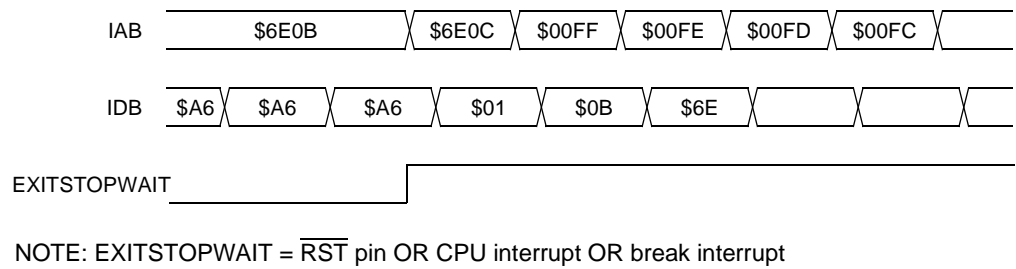 IAB $6E0B $6E0C $00FF $00FE $00FD $00FC
IDB $A6 $A6 $A6 $01 $0B $6E
EXITSTOPWAIT
NOTE: EXITSTOPWAIT = RST pin OR CPU interrupt OR break interrupt